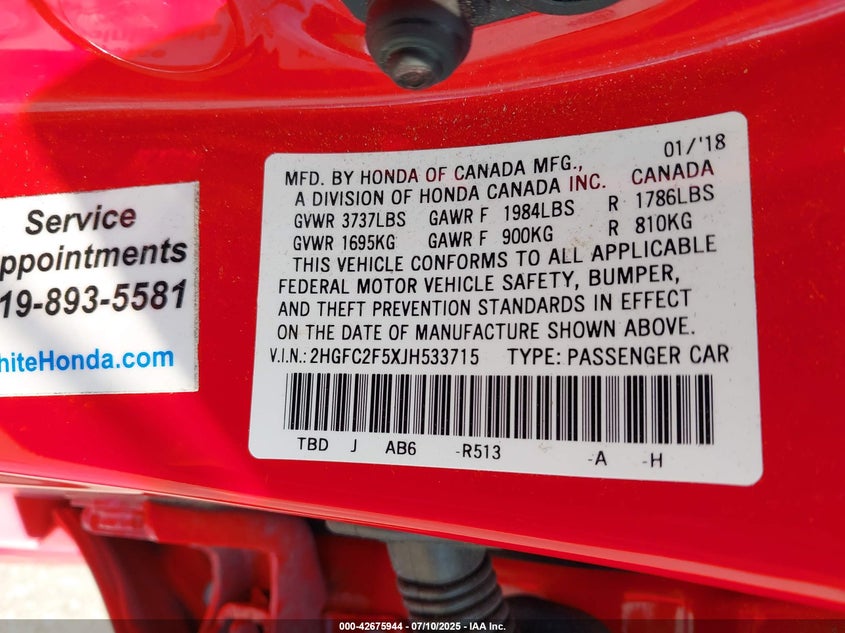 Service
ppointments
19-893-5581
hiteHonda.com
MFD. BY HONDA OF CANADA MFG., 01/'18
A DIVISION OF HONDA CANADA INC. CANADA
GVWR 3737LBS GAWR F 1984LBS R 1786LBS
GVWR 1695KG GAWR F 900KG R 810KG
THIS VEHICLE CONFORMS TO ALL APPLICABLE
FEDERAL MOTOR VEHICLE SAFETY, BUMPER,
AND THEFT PREVENTION STANDARDS IN EFFECT
ON THE DATE OF MANUFACTURE SHOWN ABOVE.
V.I.N.: 2HGFC2F5XJH533715 TYPE: PASSENGER CAR
TBD J AB6 -R513 -A -H
000-42675944 | 07/10/2025 - IAA Inc.